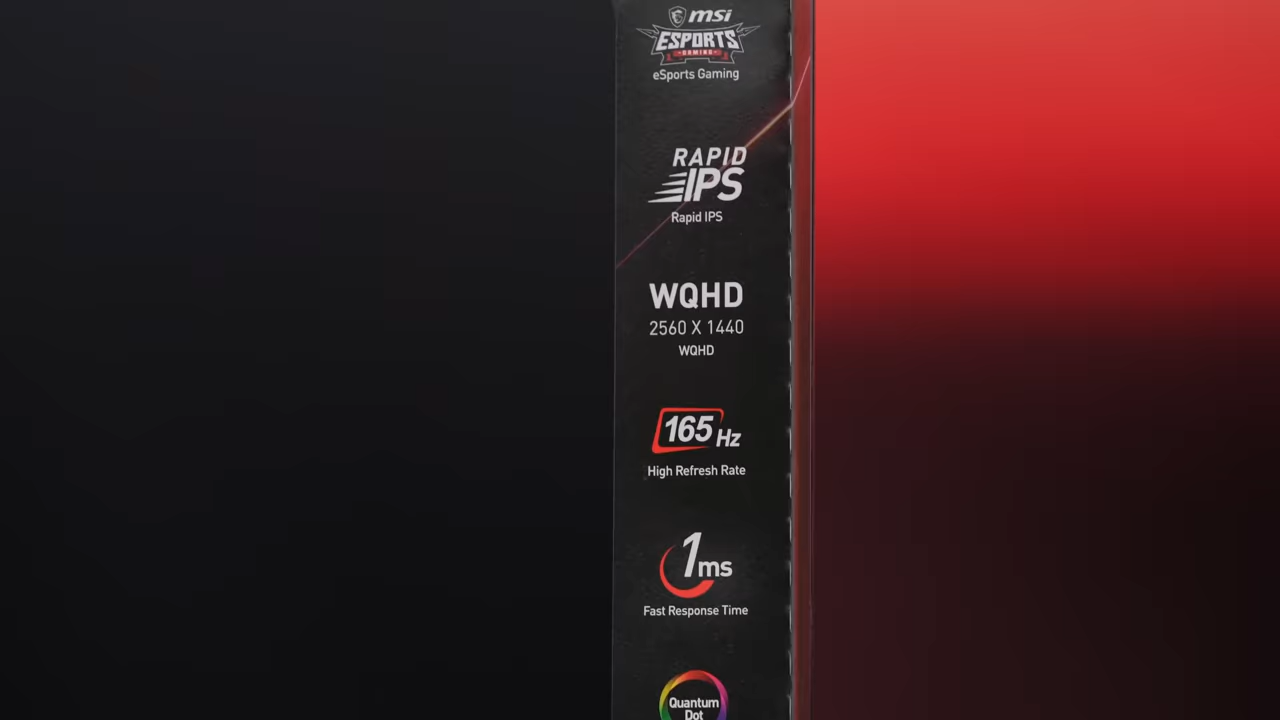 msi
ESPORTS
GAMING
eSports Gaming
RAPID
IPS
Rapid IPS
WQHD
2560 X 1440
WQHD
165 Hz
High Refresh Rate
1ms
Fast Response Time
Quantum
Dot